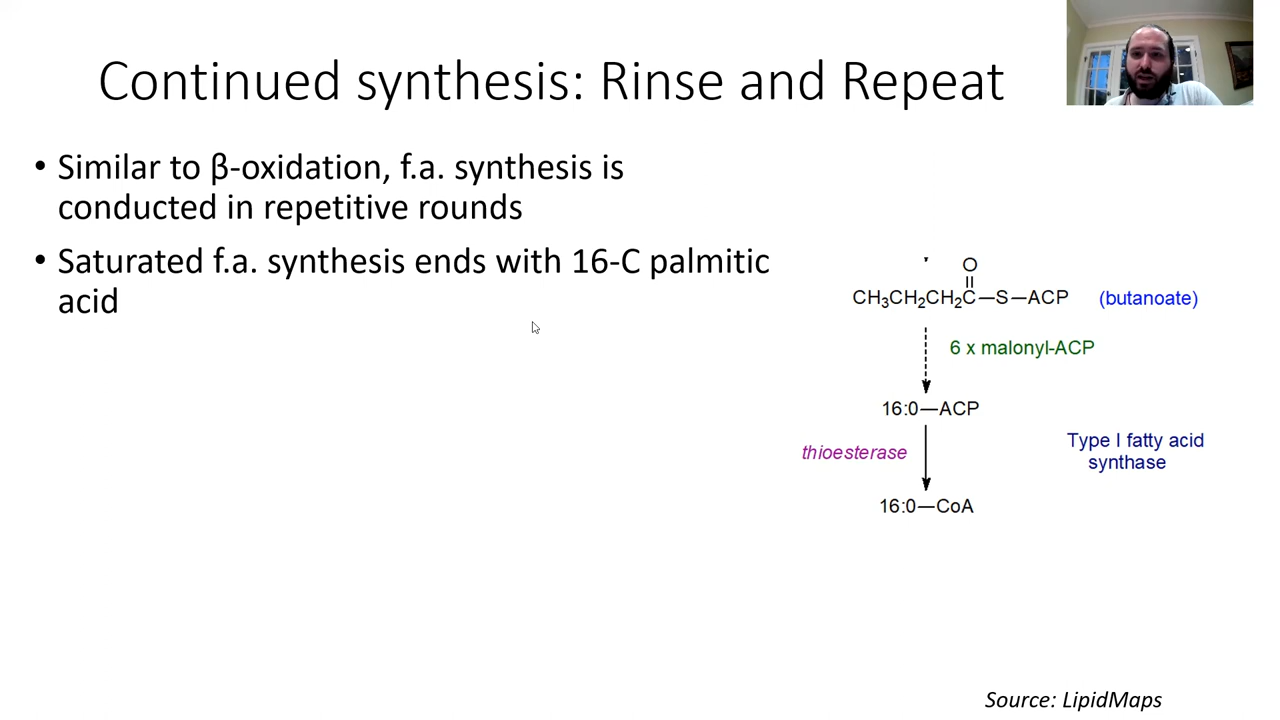 Continued synthesis: Rinse and Repeat
• Similar to β-oxidation, f.a. synthesis is
conducted in repetitive rounds
• Saturated f.a. synthesis ends with 16-C palmitic
acid
O
CH₃CH₂CH₂C—S—ACP (butanoate)
6 x malonyl-ACP
16:0—ACP
thioesterase
Type I fatty acid
synthase
16:0—CoA
Source: LipidMaps